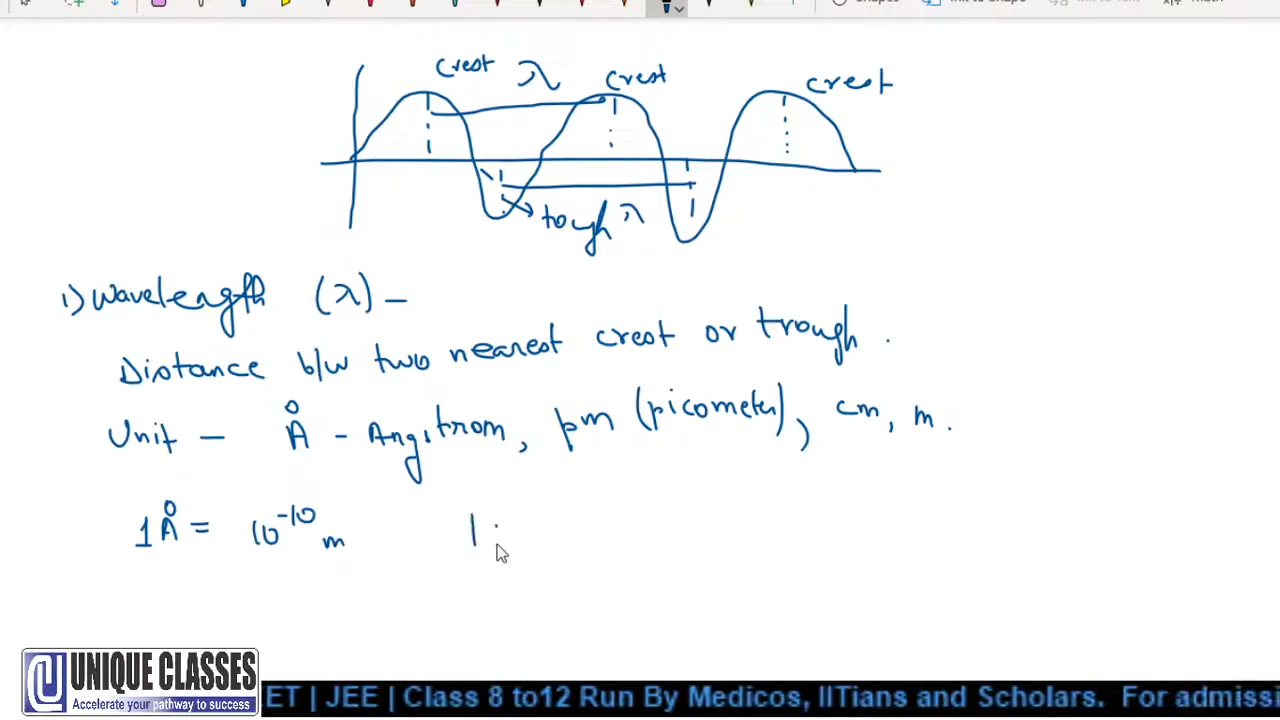 crest λ crest crest
tough λ
1) Wavelength (λ) –
Distance b/w two nearest crest or trough.
Unit – Å – Angstrom, pm (picometer), cm, m.
1Å = 10⁻¹⁰ m 1
UNIQUE CLASSES
Accelerate your pathway to success
ET | JEE | Class 8 to12 Run By Medicos, IITians and Scholars. For admissi